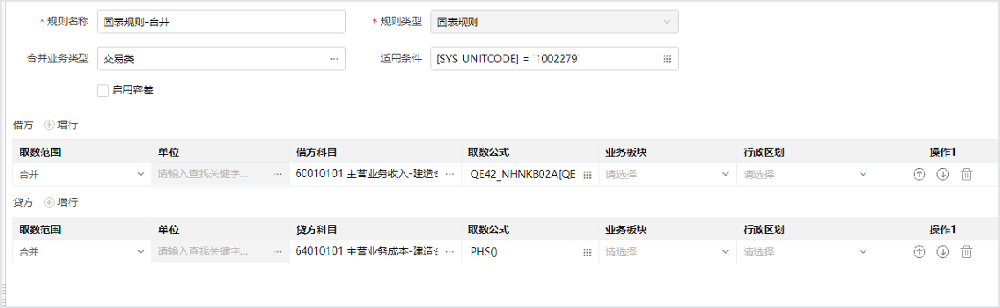 * 规则名称 固表规则-合并 * 规则类型 固表规则
合并业务类型 交易类 ... 适用条件 [SYS_UNITCODE] = '1002279'
启用容差
借方 增行
取数范围 单位 借方科目 取数公式 业务板块 行政区划 操作1
合并 请输入查找关键字... ... 60010101 主营业务收入-建造合 ... QE42_NHNKB02A[QE 请选择 请选择
贷方 增行
取数范围 单位 贷方科目 取数公式 业务板块 行政区划 操作1
合并 请输入查找关键字... ... 64010101 主营业务成本-建造合 ... PHS() 请选择 请选择